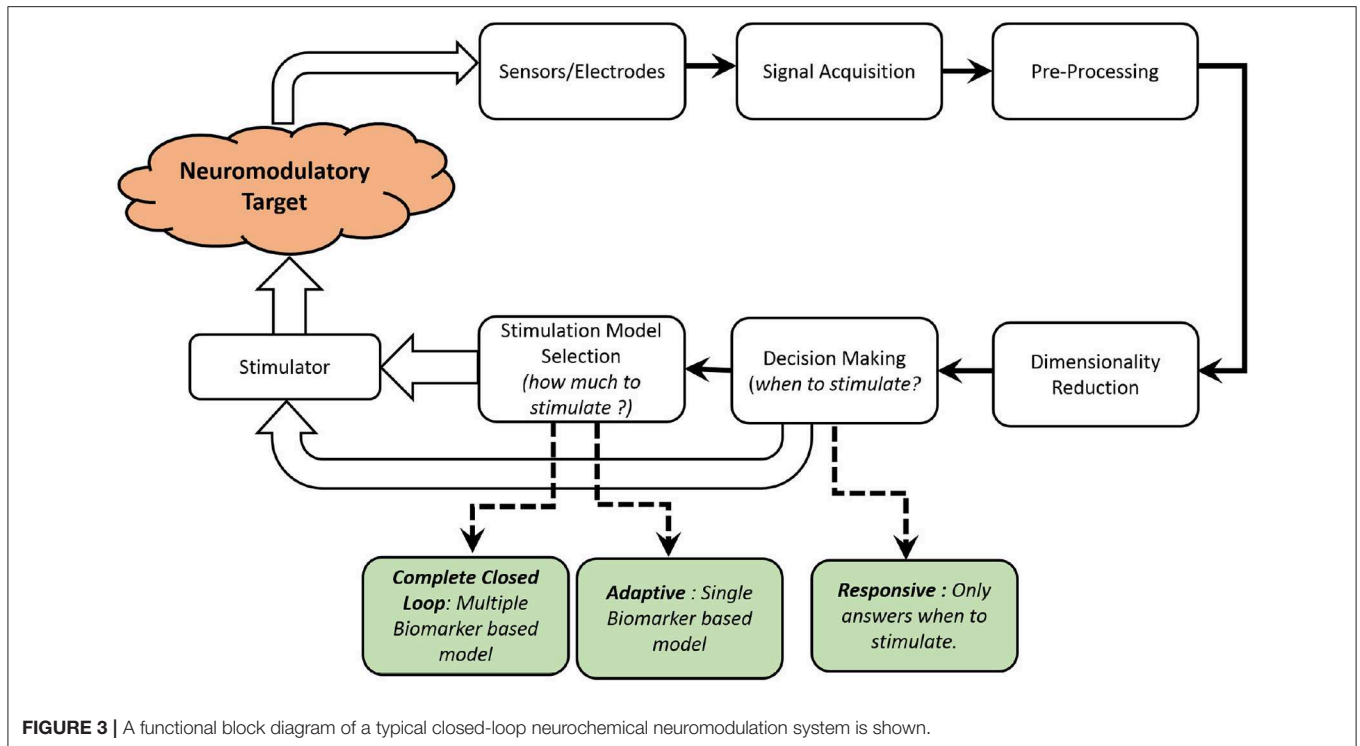 Sensors/Electrodes
Signal Acquisition
Pre-Processing
Neuromodulatory
Target
Stimulator
Stimulation Model
Selection
(how much to
stimulate ?)
Decision Making
(when to stimulate?
Dimensionality
Reduction
Complete Closed
Loop: Multiple
Biomarker based
model
Adaptive : Single
Biomarker based
model
Responsive : Only
answers when to
stimulate.
FIGURE 3 | A functional block diagram of a typical closed-loop neurochemical neuromodulation system is shown.